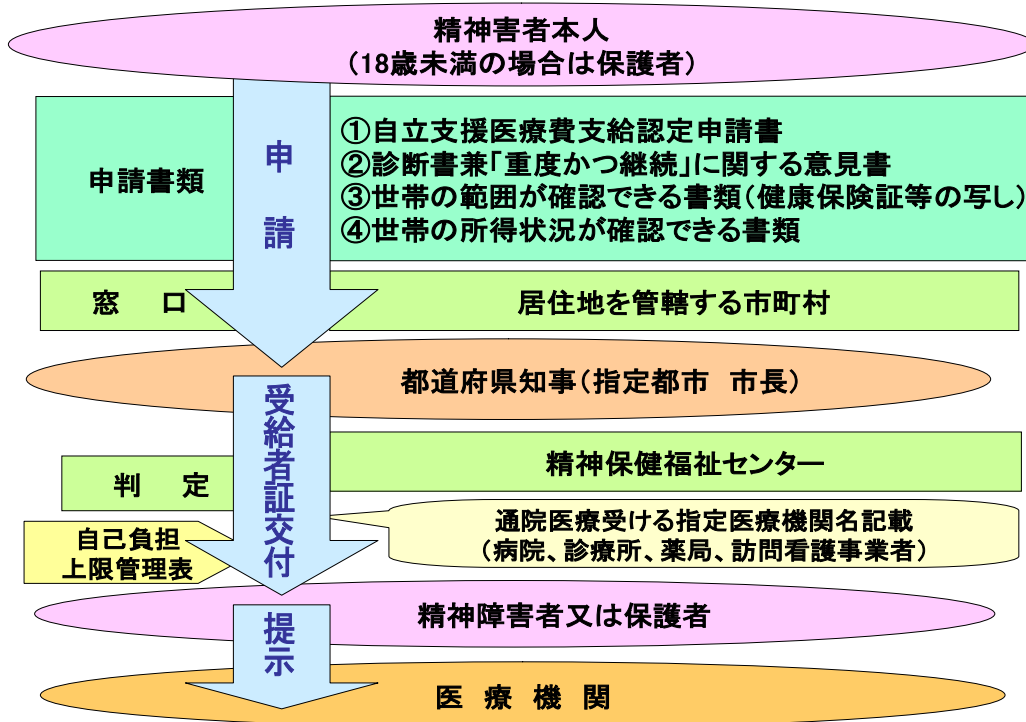 精神害者本人
(18歳未満の場合は保護者)
申請
申請書類
①自立支援医療費支給認定申請書
②診断書兼「重度かつ継続」に関する意見書
③世帯の範囲が確認できる書類(健康保険証等の写し)
④世帯の所得状況が確認できる書類
窓 口
居住地を管轄する市町村
都道府県知事(指定都市 市長)
受給者証交付
精神保健福祉センター
判 定
通院医療受ける指定医療機関名記載
(病院、診療所、薬局、訪問看護事業者)
自己負担
上限管理表
精神障害者又は保護者
提示
医 療 機 関